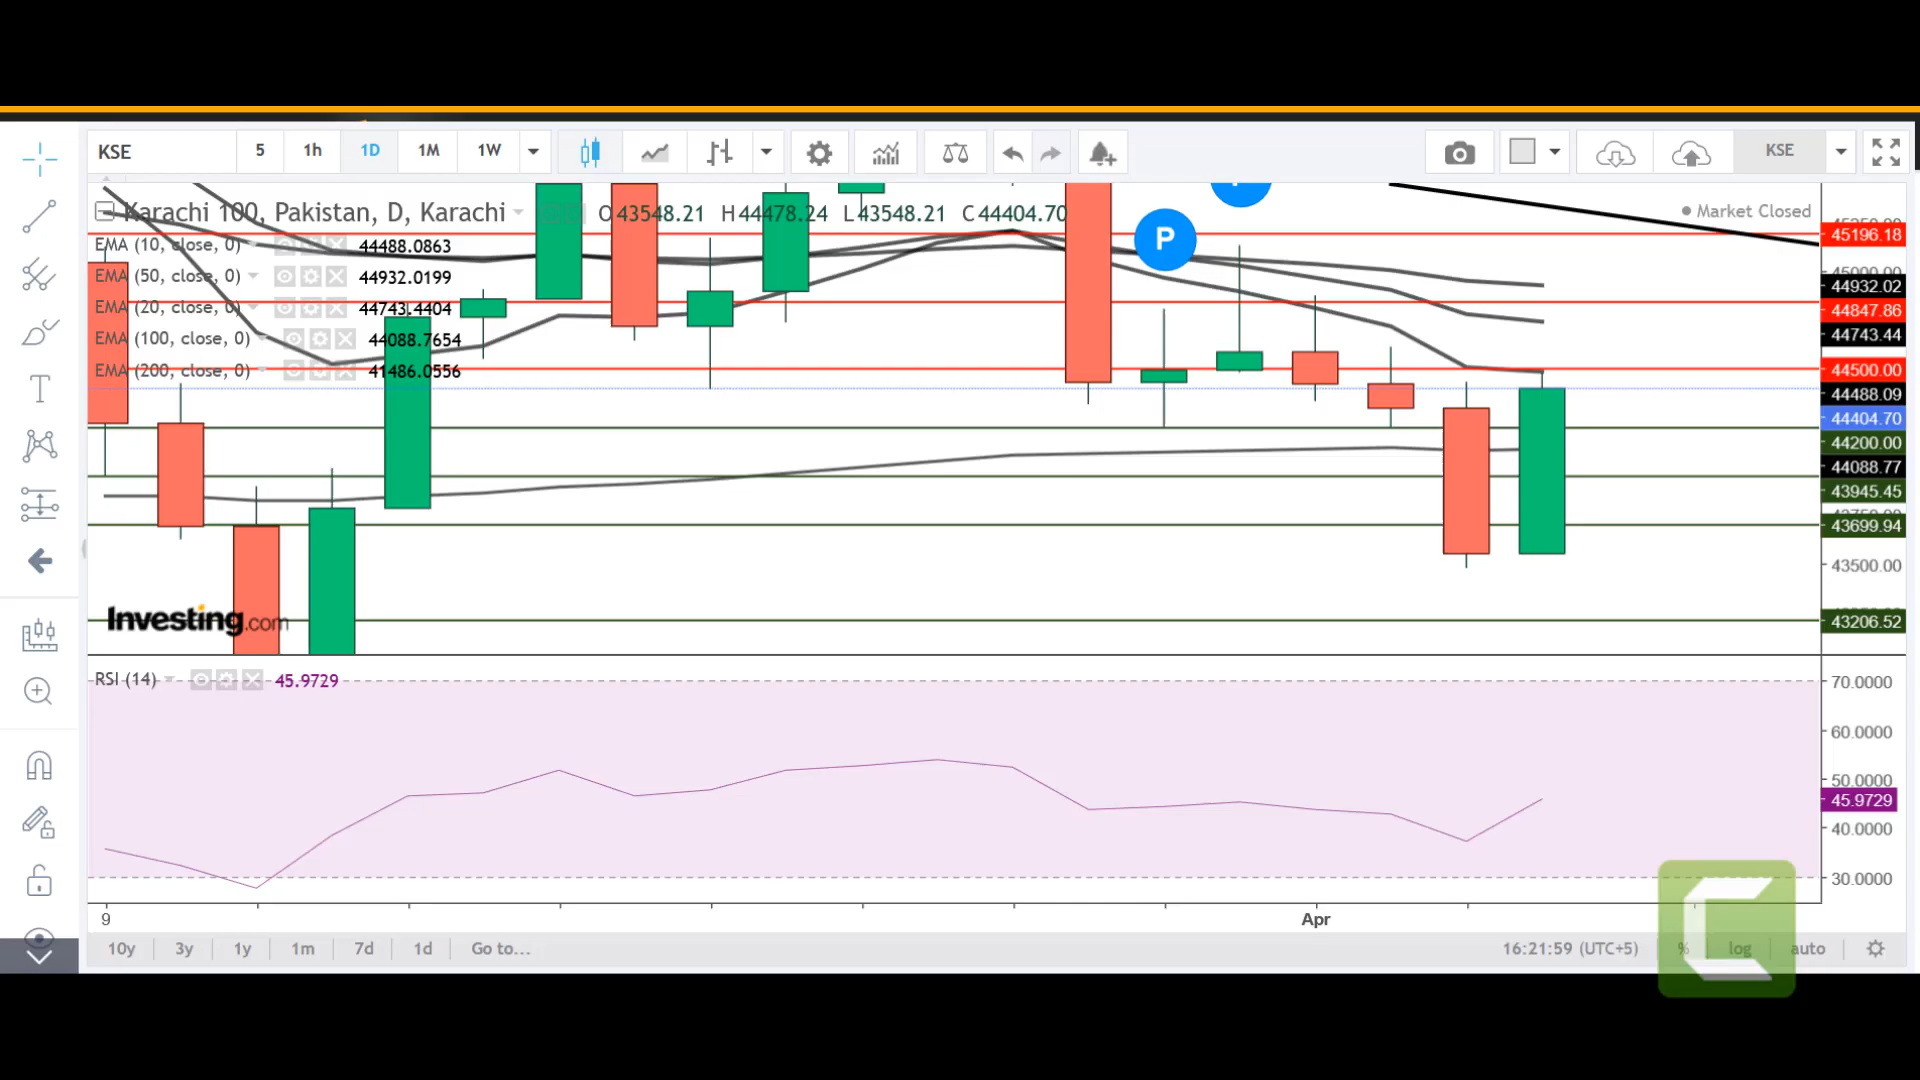 KSE 5 1h 1D 1M 1W KSE
Karachi 100, Pakistan, D, Karachi O 43548.21 H 44478.24 L 43548.21 C 44404.70 Market Closed
EMA (10, close, 0) 44488.0863
EMA (50, close, 0) 44932.0199
EMA (20, close, 0) 44743.4404
EMA (100, close, 0) 44088.7654
EMA (200, close, 0) 41486.0556
P
45196.18
45000.00
44932.02
44847.86
44743.44
44500.00
44488.09
44404.70
44200.00
44088.77
43945.45
43699.94
43500.00
43206.52
Investing.com
RSI (14) 45.9729
70.0000
60.0000
50.0000
45.9729
40.0000
30.0000
9 Apr
10y 3y 1y 1m 7d 1d Go to... 16:21:59 (UTC+5) % log auto